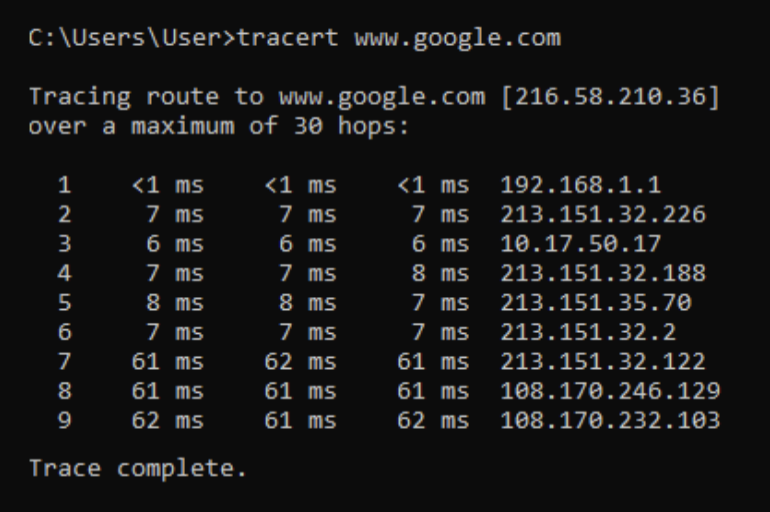 C:\Users\User>tracert www.google.com
Tracing route to www.google.com [216.58.210.36]
over a maximum of 30 hops:
1 <1 ms <1 ms <1 ms 192.168.1.1
2 7 ms 7 ms 7 ms 213.151.32.226
3 6 ms 6 ms 6 ms 10.17.50.17
4 7 ms 7 ms 8 ms 213.151.32.188
5 8 ms 8 ms 7 ms 213.151.35.70
6 7 ms 7 ms 7 ms 213.151.32.2
7 61 ms 62 ms 61 ms 213.151.32.122
8 61 ms 61 ms 61 ms 108.170.246.129
9 62 ms 61 ms 62 ms 108.170.232.103
Trace complete.